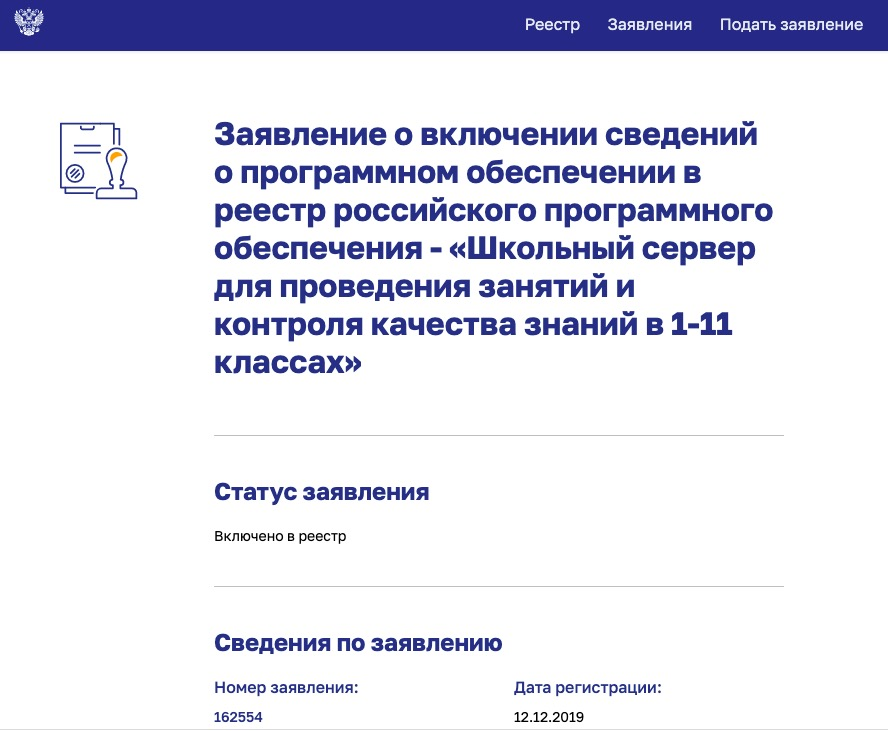 Реестр Заявления Подать заявление
Заявление о включении сведений
о программном обеспечении в
реестр российского программного
обеспечения - «Школьный сервер
для проведения занятий и
контроля качества знаний в 1-11
классах»
Статус заявления
Включено в реестр
Сведения по заявлению
Номер заявления: Дата регистрации:
162554 12.12.2019